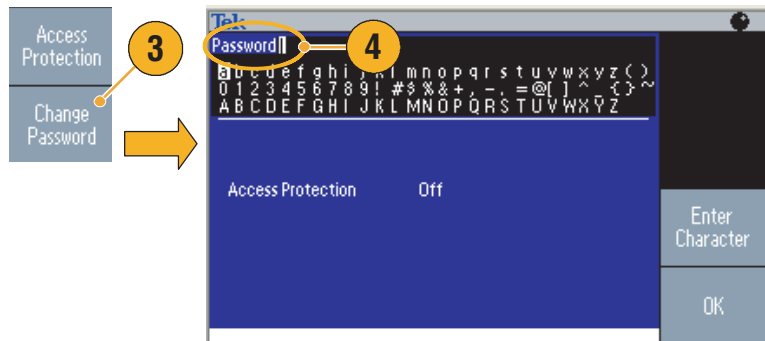 Access
Protection
3
Change
Password
Tek
Password
4
a b c d e f g h i j k l m n o p q r s t u v w x y z ( )
0 1 2 3 4 5 6 7 8 9 ! # $ % & + , - . = @ [ ] ^ _ { } ~
A B C D E F G H I J K L M N O P Q R S T U V W X Y Z
Access Protection Off
Enter
Character
OK